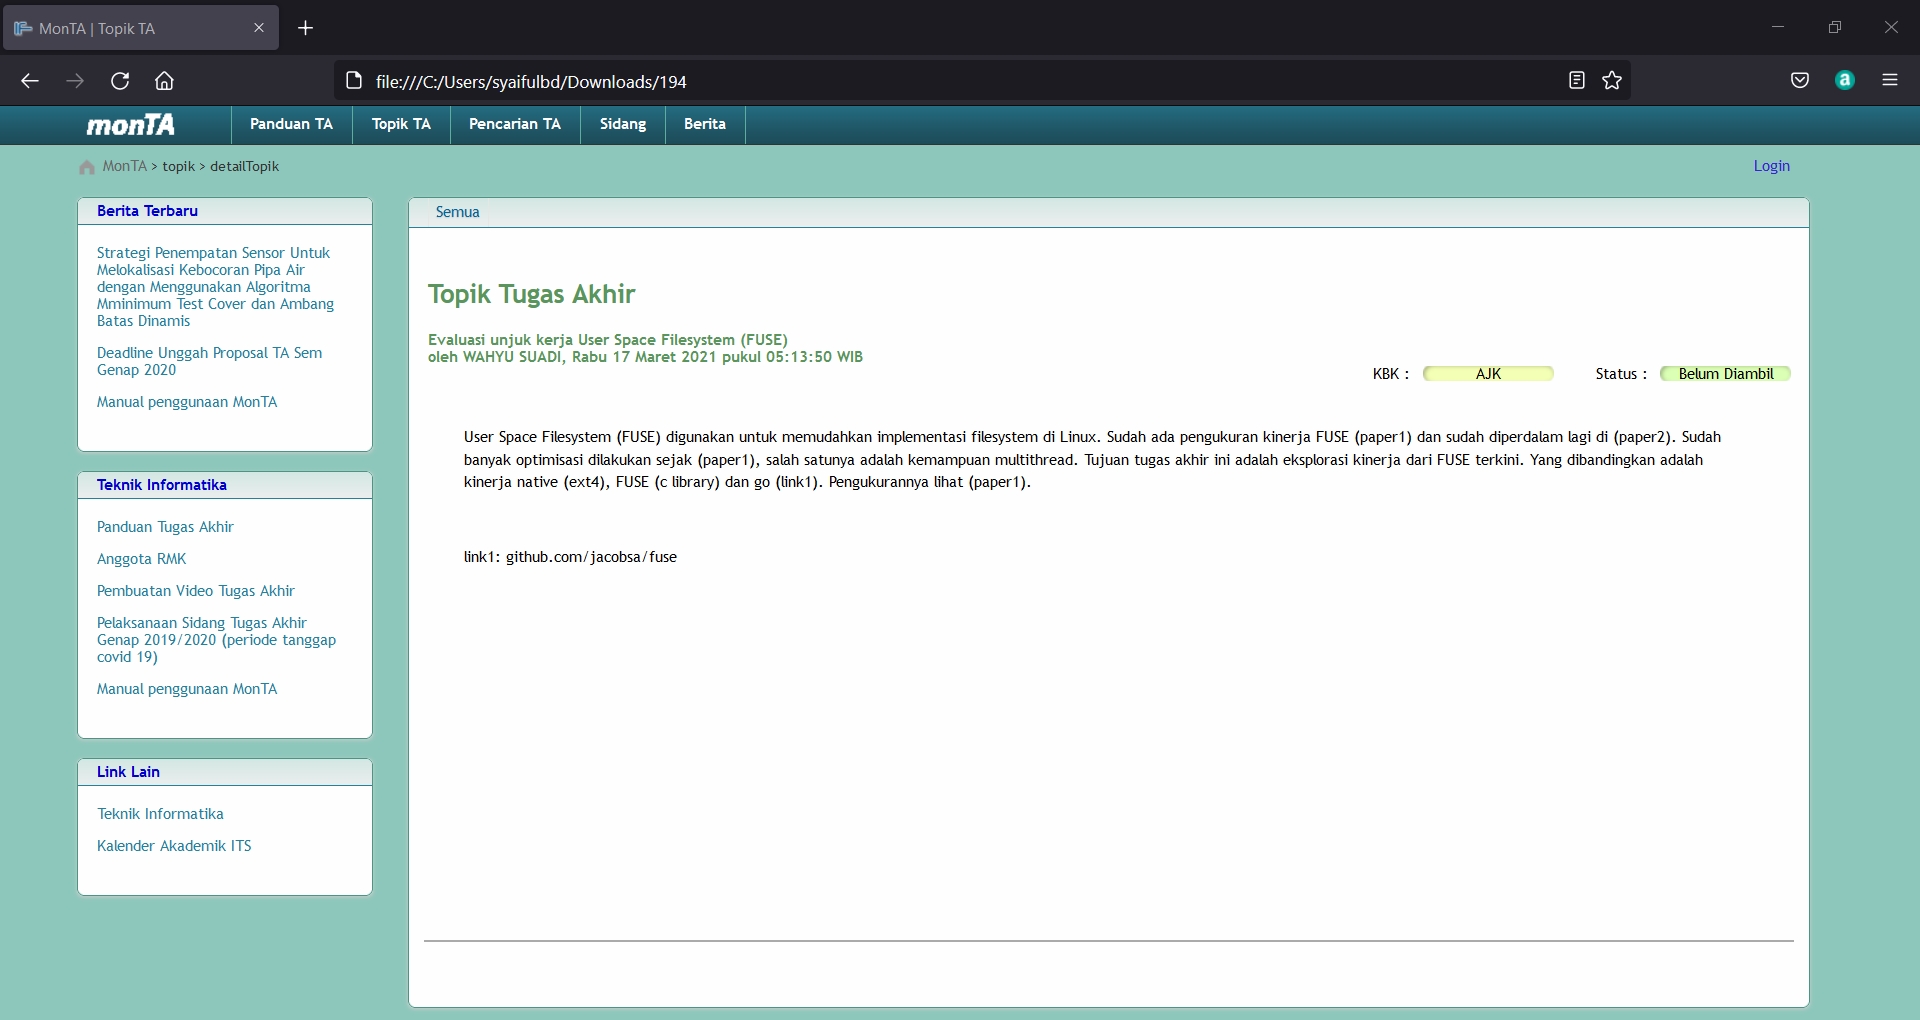 MonTA | Topik TA
file:///C:/Users/syaifulbd/Downloads/194
monTA Panduan TA Topik TA Pencarian TA Sidang Berita
MonTA > topik > detailTopik
Login
Berita Terbaru
Strategi Penempatan Sensor Untuk
Melokalisasi Kebocoran Pipa Air
dengan Menggunakan Algoritma
Mminimum Test Cover dan Ambang
Batas Dinamis
Deadline Unggah Proposal TA Sem
Genap 2020
Manual penggunaan MonTA
Teknik Informatika
Panduan Tugas Akhir
Anggota RMK
Pembuatan Video Tugas Akhir
Pelaksanaan Sidang Tugas Akhir
Genap 2019/2020 (periode tanggap
covid 19)
Manual penggunaan MonTA
Link Lain
Teknik Informatika
Kalender Akademik ITS
Semua
Topik Tugas Akhir
Evaluasi unjuk kerja User Space Filesystem (FUSE)
oleh WAHYU SUADI, Rabu 17 Maret 2021 pukul 05:13:50 WIB
KBK : AJK Status : Belum Diambil
User Space Filesystem (FUSE) digunakan untuk memudahkan implementasi filesystem di Linux. Sudah ada pengukuran kinerja FUSE (paper1) dan sudah diperdalam lagi di (paper2). Sudah
banyak optimisasi dilakukan sejak (paper1), salah satunya adalah kemampuan multithread. Tujuan tugas akhir ini adalah eksplorasi kinerja dari FUSE terkini. Yang dibandingkan adalah
kinerja native (ext4), FUSE (c library) dan go (link1). Pengukurannya lihat (paper1).
link1: github.com/jacobsa/fuse